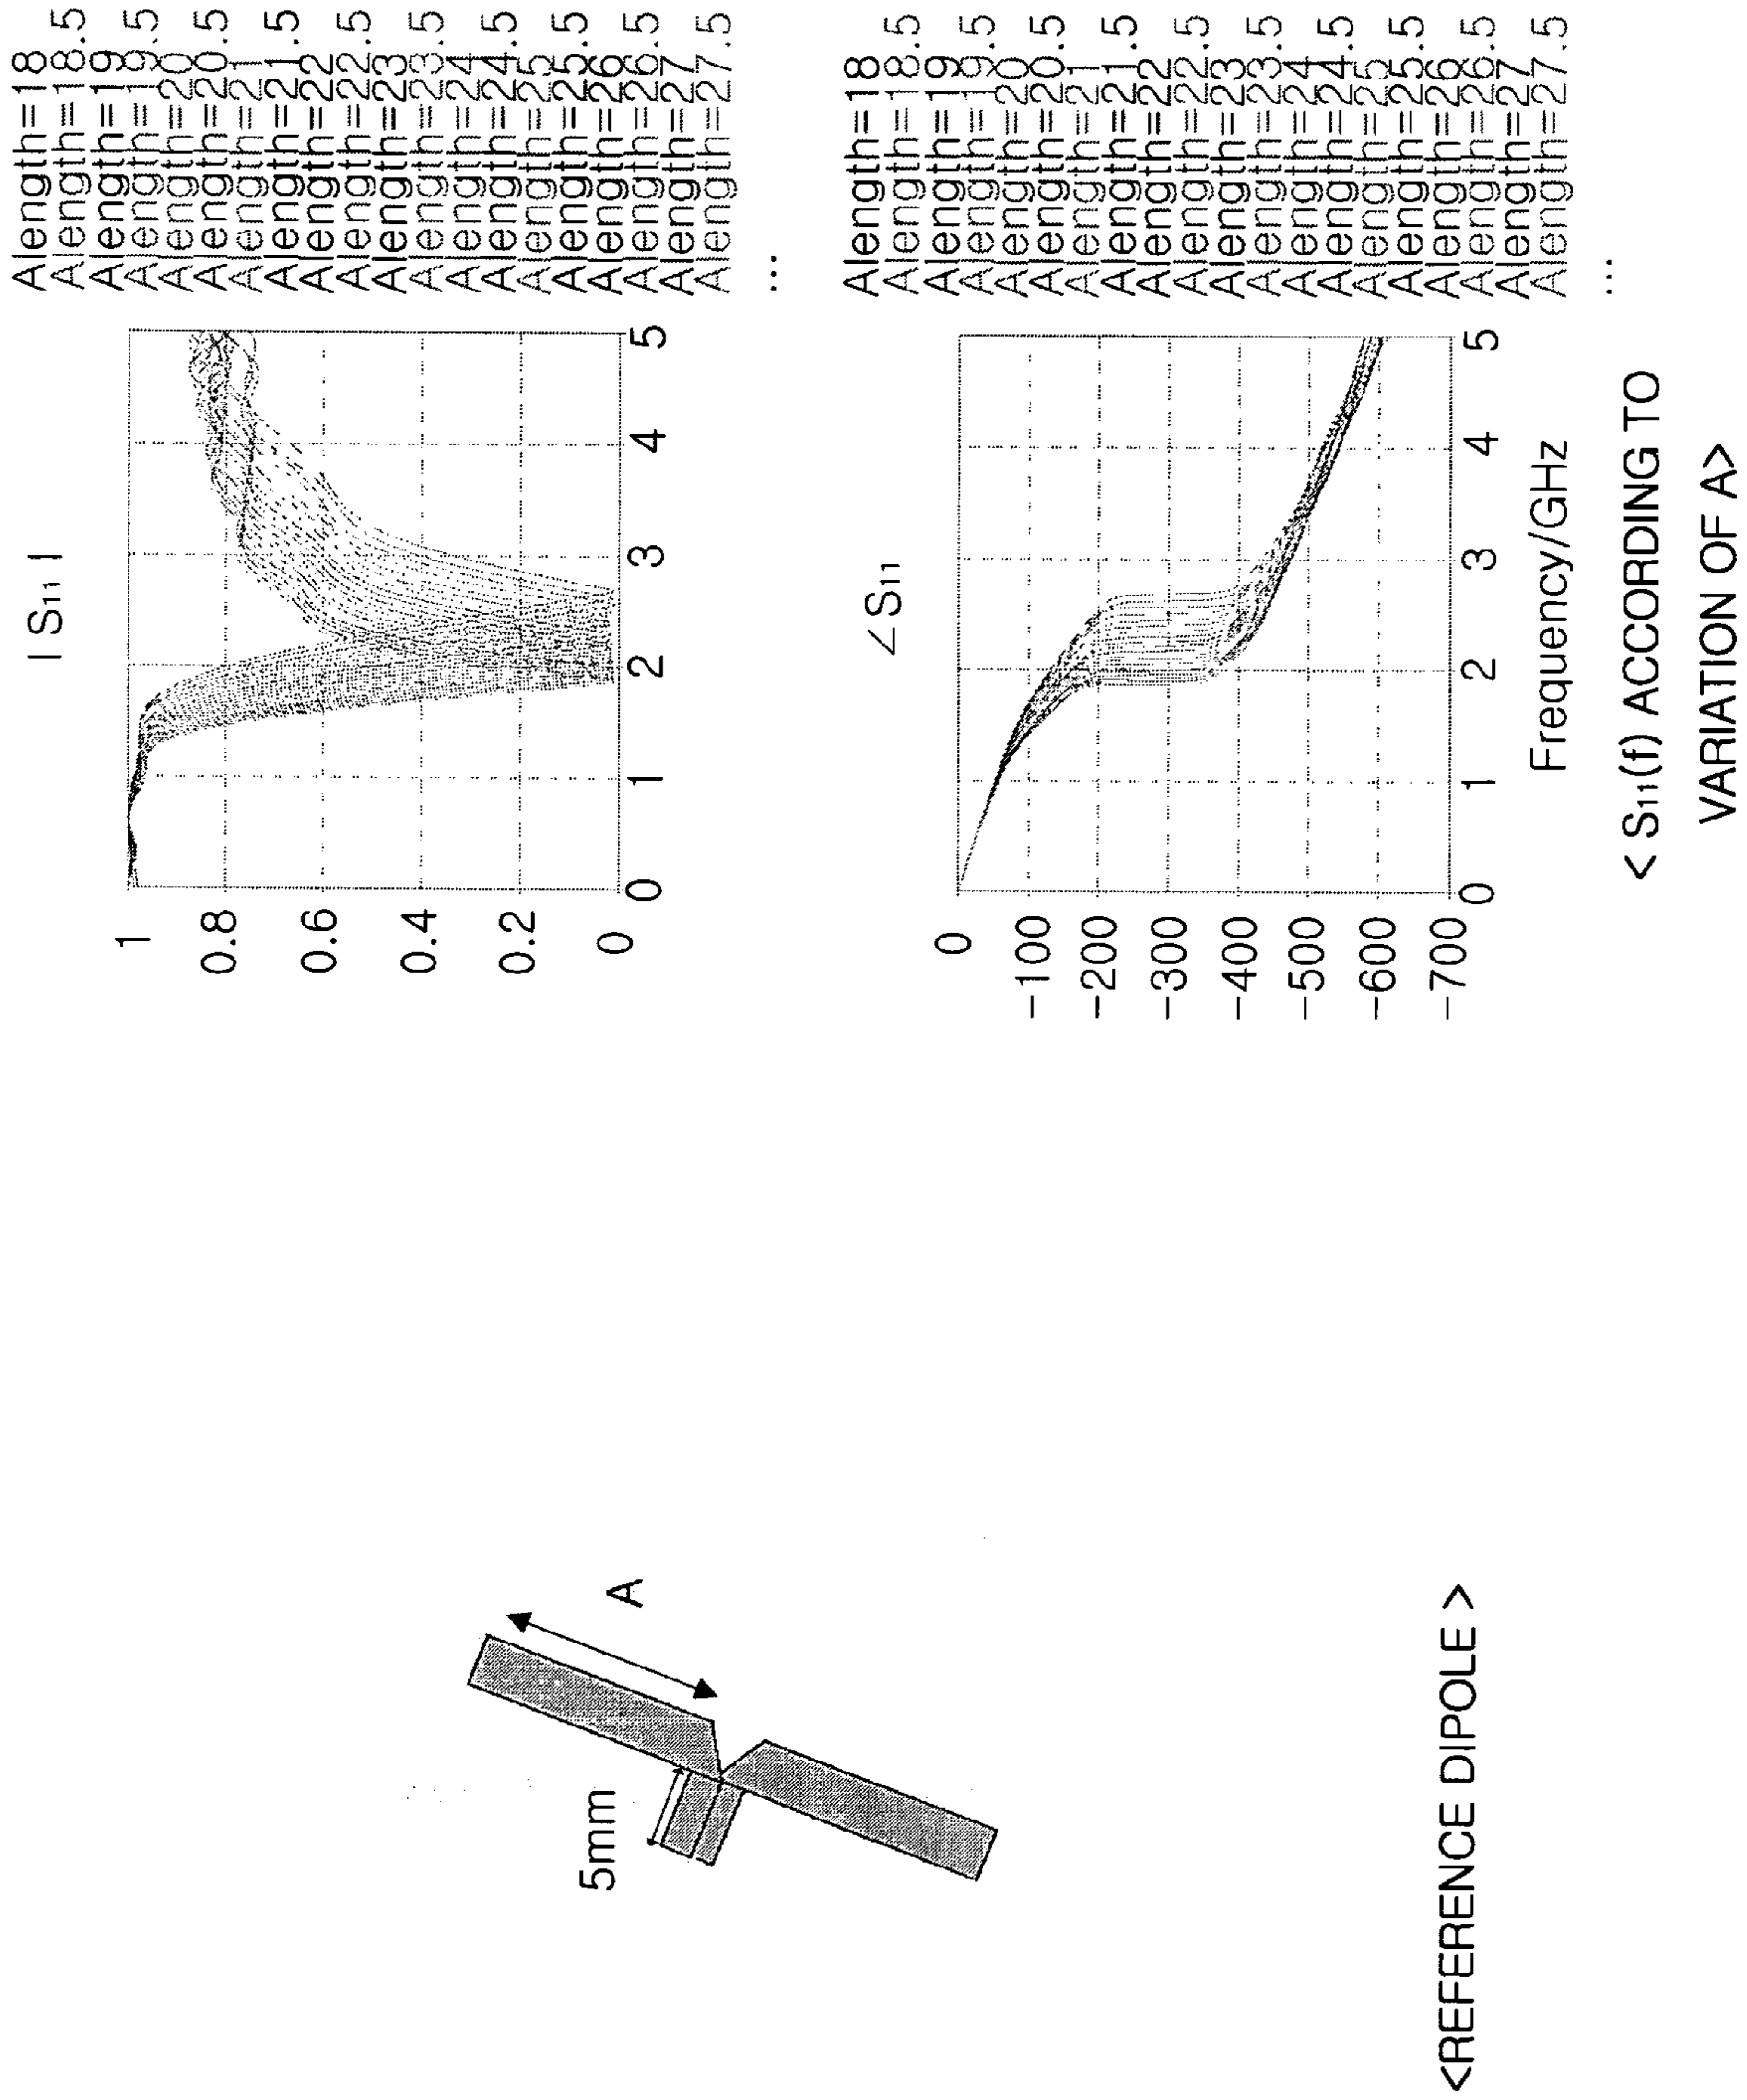 5mm
A
<REFERENCE DIPOLE>
| S11 |
1
0.8
0.6
0.4
0.2
0
0 1 2 3 4 5
Alength=18
Alength=18.5
Alength=19
Alength=19.5
Alength=20
Alength=20.5
Alength=21
Alength=21.5
Alength=22
Alength=22.5
Alength=23
Alength=23.5
Alength=24
Alength=24.5
Alength=25
Alength=25.5
Alength=26
Alength=26.5
Alength=27
Alength=27.5
...
∠S11
0
-100
-200
-300
-400
-500
-600
-700
0 1 2 3 4 5
Frequency/GHz
Alength=18
Alength=18.5
Alength=19
Alength=19.5
Alength=20
Alength=20.5
Alength=21
Alength=21.5
Alength=22
Alength=22.5
Alength=23
Alength=23.5
Alength=24
Alength=24.5
Alength=25
Alength=25.5
Alength=26
Alength=26.5
Alength=27
Alength=27.5
...
< S11(f) ACCORDING TO
VARIATION OF A>